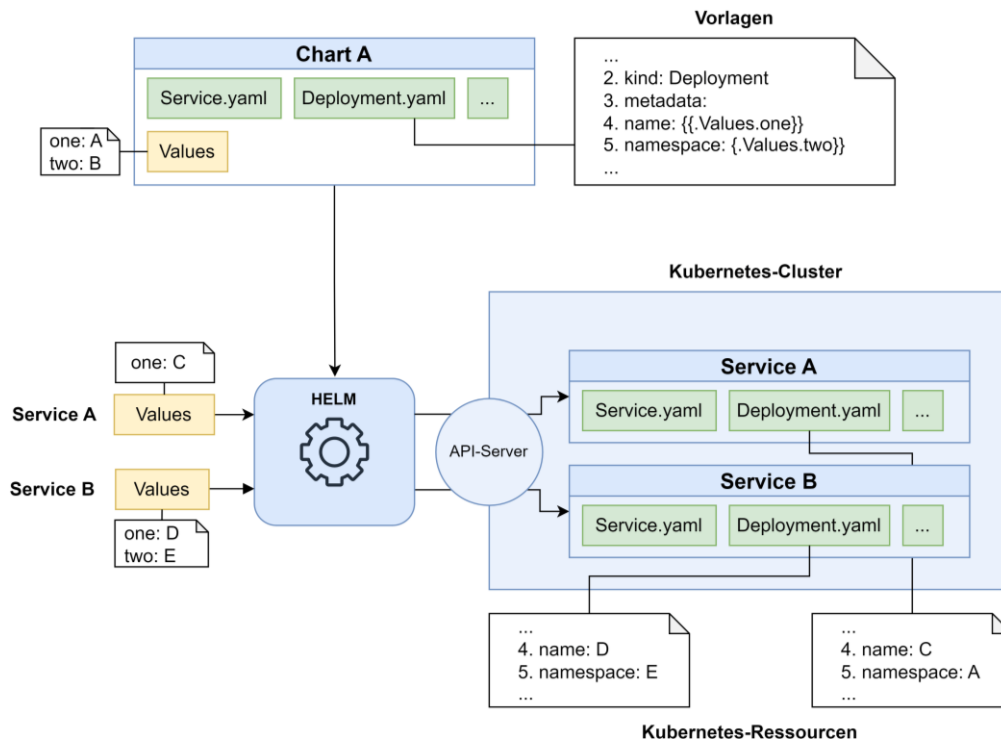 Vorlagen
Chart A
Service.yaml
Deployment.yaml
...
one: A
two: B
Values
...
2. kind: Deployment
3. metadata:
4. name: {{.Values.one}}
5. namespace: {.Values.two}}
...
Kubernetes-Cluster
one: C
Service A
Values
HELM
API-Server
Service A
Service.yaml
Deployment.yaml
...
Service B
Values
one: D
two: E
Service B
Service.yaml
Deployment.yaml
...
...
4. name: D
5. namespace: E
...
...
4. name: C
5. namespace: A
...
Kubernetes-Ressourcen